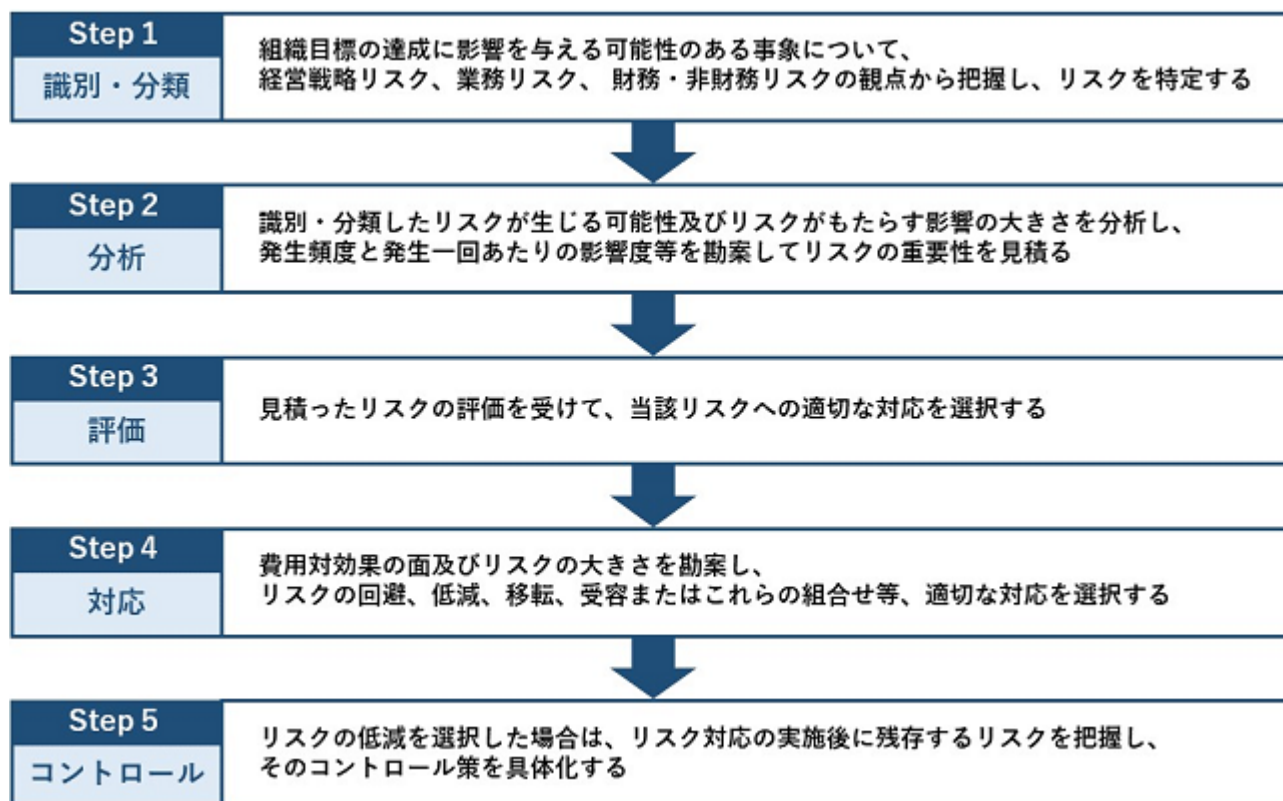 Step 1
識別・分類
組織目標の達成に影響を与える可能性のある事象について、
経営戦略リスク、業務リスク、 財務・非財務リスクの観点から把握し、リスクを特定する
Step 2
分析
識別・分類したリスクが生じる可能性及びリスクがもたらす影響の大きさを分析し、
発生頻度と発生一回あたりの影響度等を勘案してリスクの重要性を見積る
Step 3
評価
見積ったリスクの評価を受けて、当該リスクへの適切な対応を選択する
Step 4
対応
費用対効果の面及びリスクの大きさを勘案し、
リスクの回避、低減、移転、受容またはこれらの組合せ等、適切な対応を選択する
Step 5
コントロール
リスクの低減を選択した場合は、リスク対応の実施後に残存するリスクを把握し、
そのコントロール策を具体化する